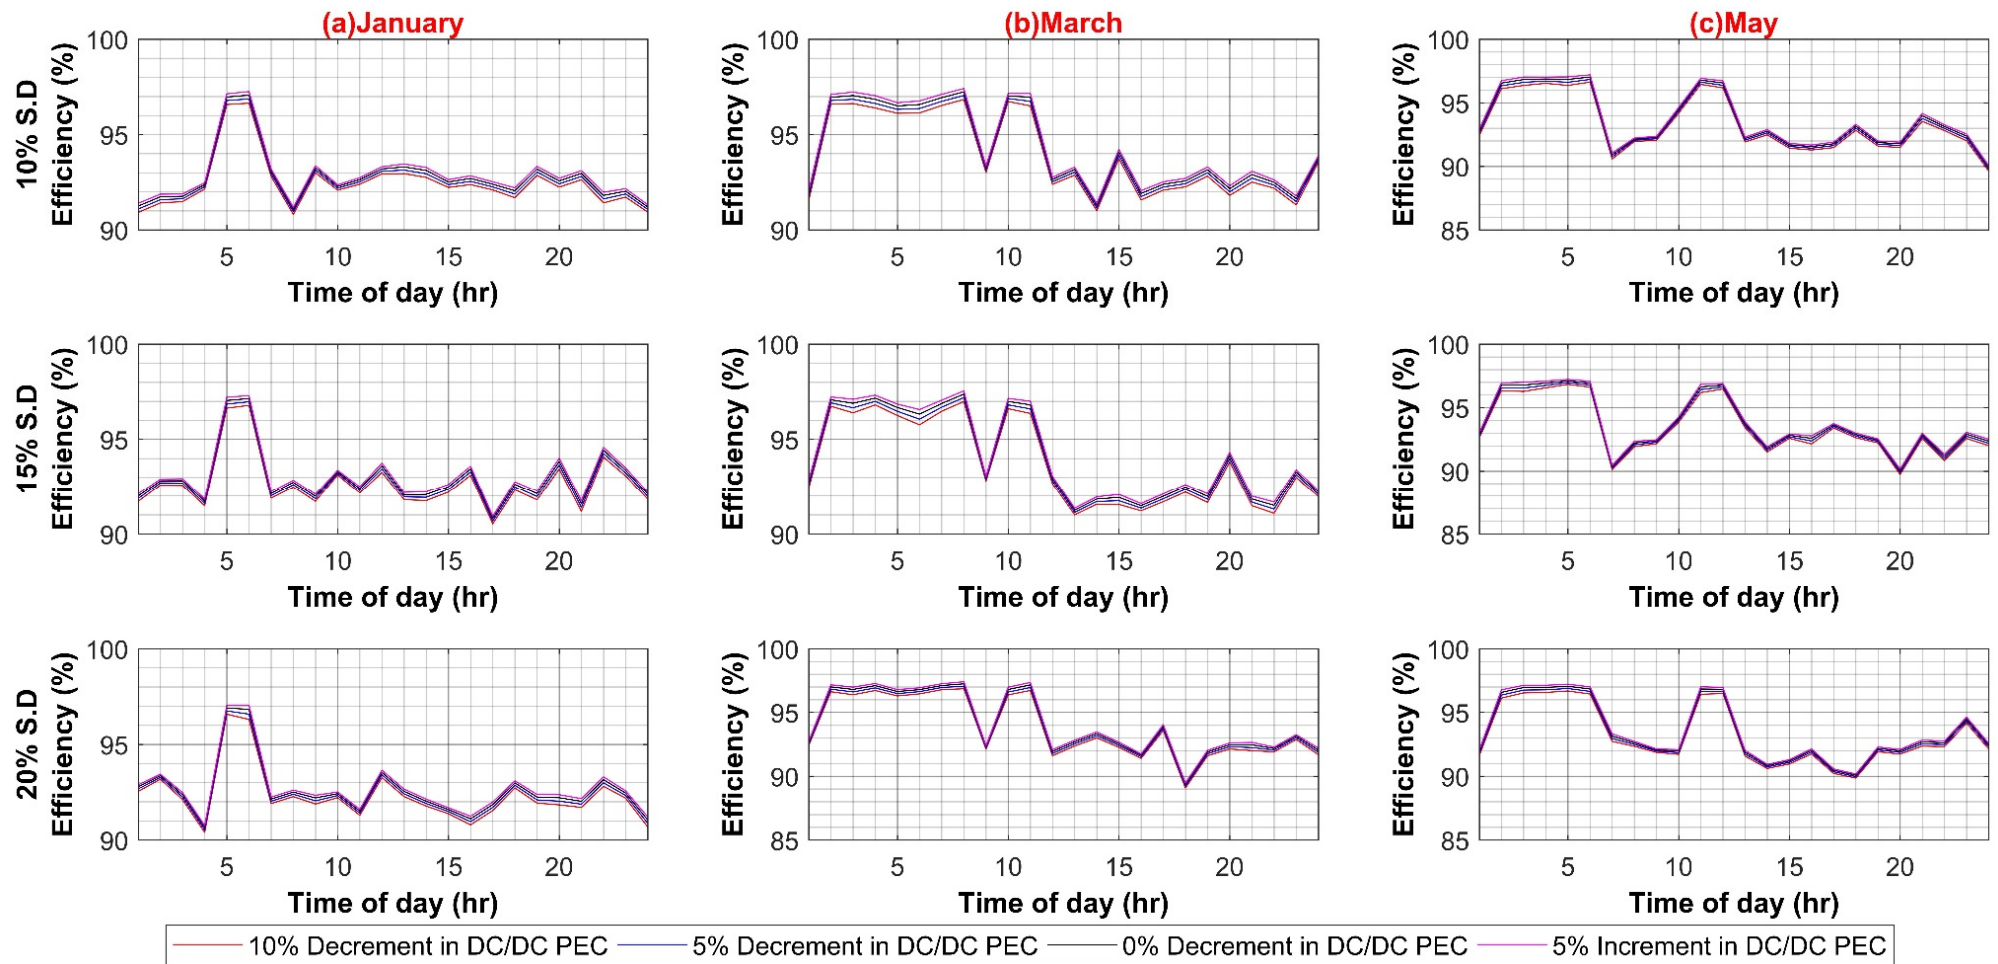 (a)January
(b)March
(c)May
10% S.D
Efficiency (%)
100
95
90
5
10
15
20
Time of day (hr)
Efficiency (%)
100
95
90
5
10
15
20
Time of day (hr)
Efficiency (%)
100
95
90
85
5
10
15
20
Time of day (hr)
15% S.D
Efficiency (%)
100
95
90
5
10
15
20
Time of day (hr)
Efficiency (%)
100
95
90
5
10
15
20
Time of day (hr)
Efficiency (%)
100
95
90
85
5
10
15
20
Time of day (hr)
20% S.D
Efficiency (%)
100
95
90
5
10
15
20
Time of day (hr)
Efficiency (%)
100
95
90
85
5
10
15
20
Time of day (hr)
Efficiency (%)
100
95
90
85
5
10
15
20
Time of day (hr)
10% Decrement in DC/DC PEC
5% Decrement in DC/DC PEC
0% Decrement in DC/DC PEC
5% Increment in DC/DC PEC